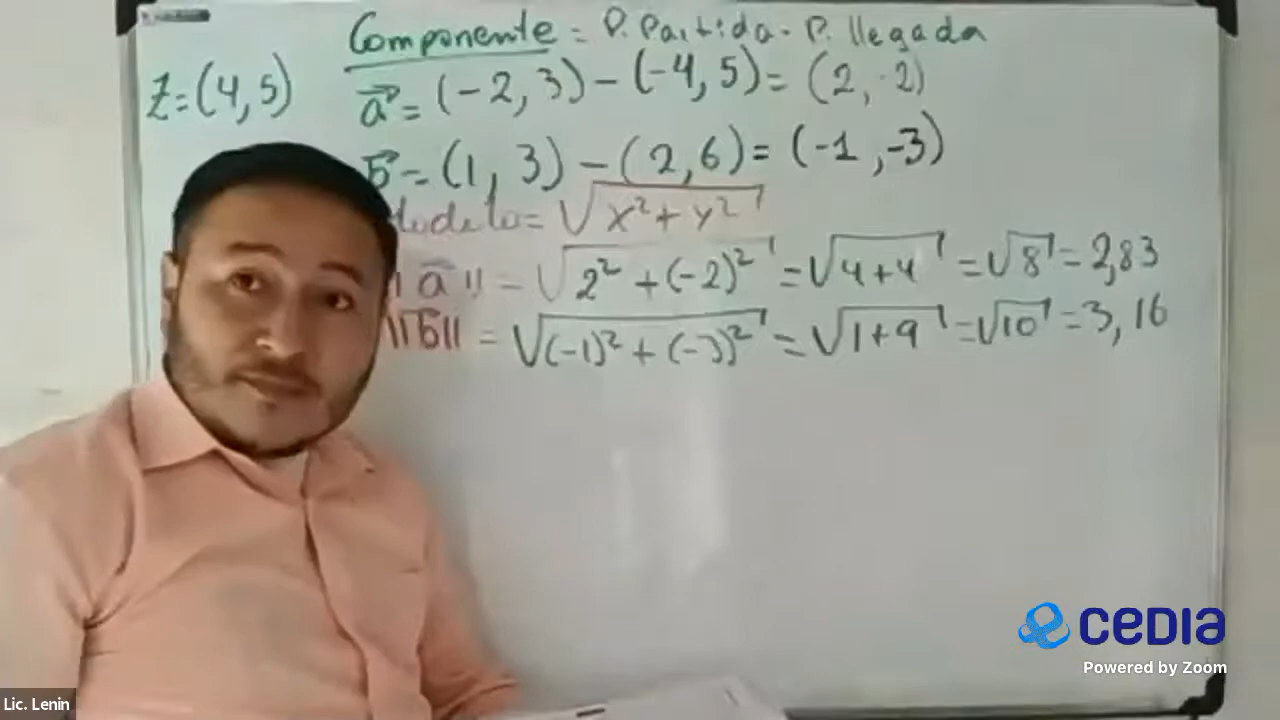 Componente = P. Partida - P. llegada
Z = (4, 5)
a = (-2, 3) - (-4, 5) = (2, -2)
b = (1, 3) - (2, 6) = (-1, -3)
= √x² + y²
|a|| = √2² + (-2)² = √4+4 = √8 = 2,83
||b|| = √(-1)² + (-3)² = √1+9 = √10 = 3,16
CEDIA
Powered by Zoom
Lic. Lenin